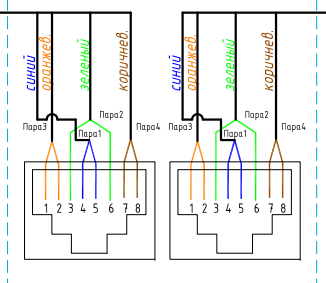 синий
оранжев.
зеленый
коричнев.
синий
оранжев.
зеленый
коричнев.
Пара2
Пара3
Пара1
Пара4
Пара2
Пара3
Пара1
Пара4
1 2 3 4 5 6 7 8
1 2 3 4 5 6 7 8